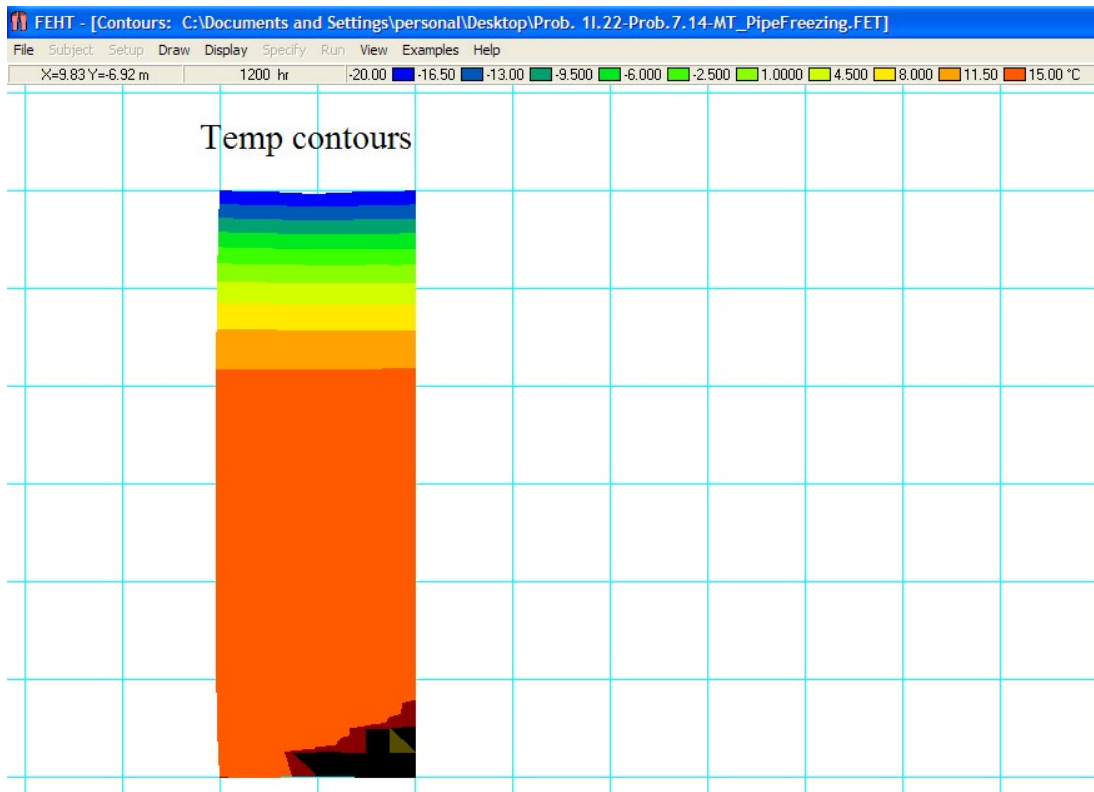 FEHT - [Contours: C:\Documents and Settings\personal\Desktop\Prob. 11.22-Prob.7.14-MT_PipeFreezing.FET]
File Subject Setup Draw Display Specify Run View Examples Help
X=9.83 Y=-6.92 m 1200 hr -20.00 -16.50 -13.00 -9.500 -6.000 -2.500 1.0000 4.500 8.000 11.50 15.00 °C
Temp contours